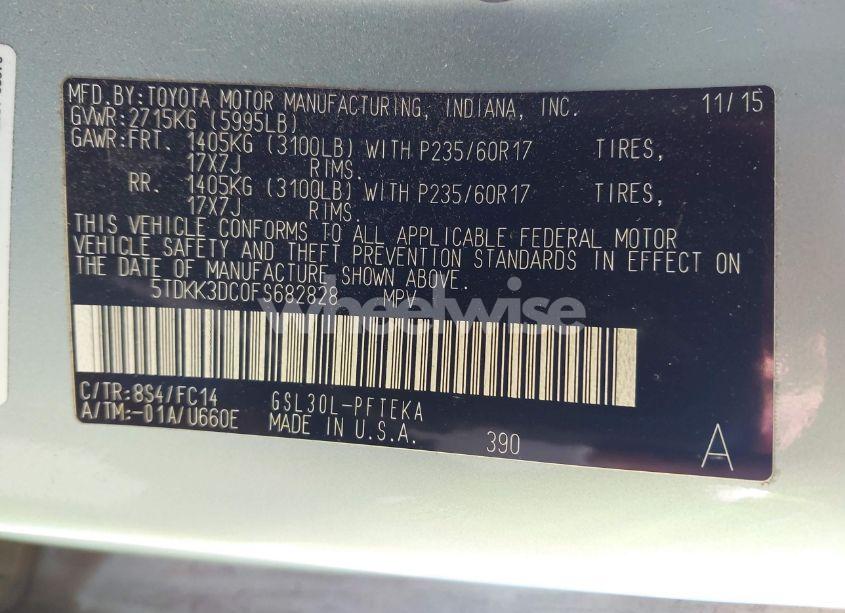 MFD.BY:TOYOTA MOTOR MANUFACTURING, INDIANA, INC. 11/15
GVWR:2715KG (5995LB)
GAWR:FRT. 1405KG (3100LB) WITH P235/60R17 TIRES,
17X7J RIMS.
RR. 1405KG (3100LB) WITH P235/60R17 TIRES,
17X7J RIMS.
THIS VEHICLE CONFORMS TO ALL APPLICABLE FEDERAL MOTOR
VEHICLE SAFETY AND THEFT PREVENTION STANDARDS IN EFFECT ON
THE DATE OF MANUFACTURE SHOWN ABOVE.
5TDKK3DC0FS682828 MPV
wheelwise
C/TR:8S4/FC14 GSL30L-PFTEKA
A/TM:-01A/U660E MADE IN U.S.A. 390 A